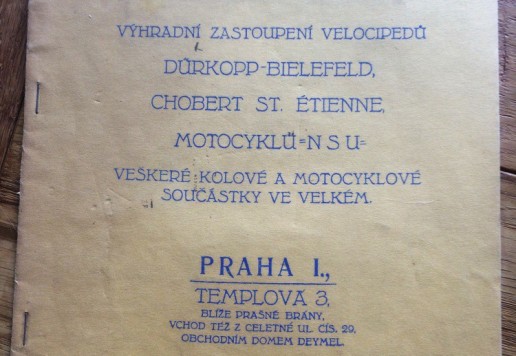 VÝHRADNÍ ZASTOUPENÍ VELOCIPEDŮ
DÜRKOPP-BIELEFELD,
CHOBERT ST. ÉTIENNE,
MOTOCYKLŮ=NSU=
VEŠKERÉ KOLOVÉ A MOTOCYKLOVÉ
SOUČÁSTKY VE VELKÉM.
PRAHA I.,
TEMPLOVÁ 3,
BLÍŽE PRAŠNÉ BRÁNY,
VCHOD TÉŽ Z CELETNÉ UL. ČÍS. 29,
OBCHODNÍM DOMEM DEYMEL.